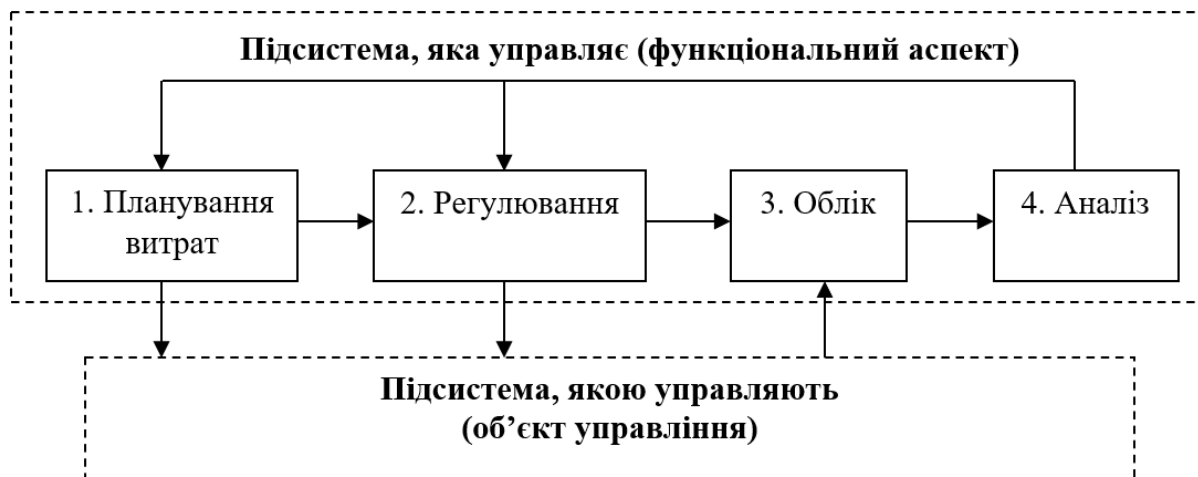 Підсистема, яка управляє (функціональний аспект)
1. Планування
витрат
2. Регулювання
3. Облік
4. Аналіз
Підсистема, якою управляють
(об’єкт управління)